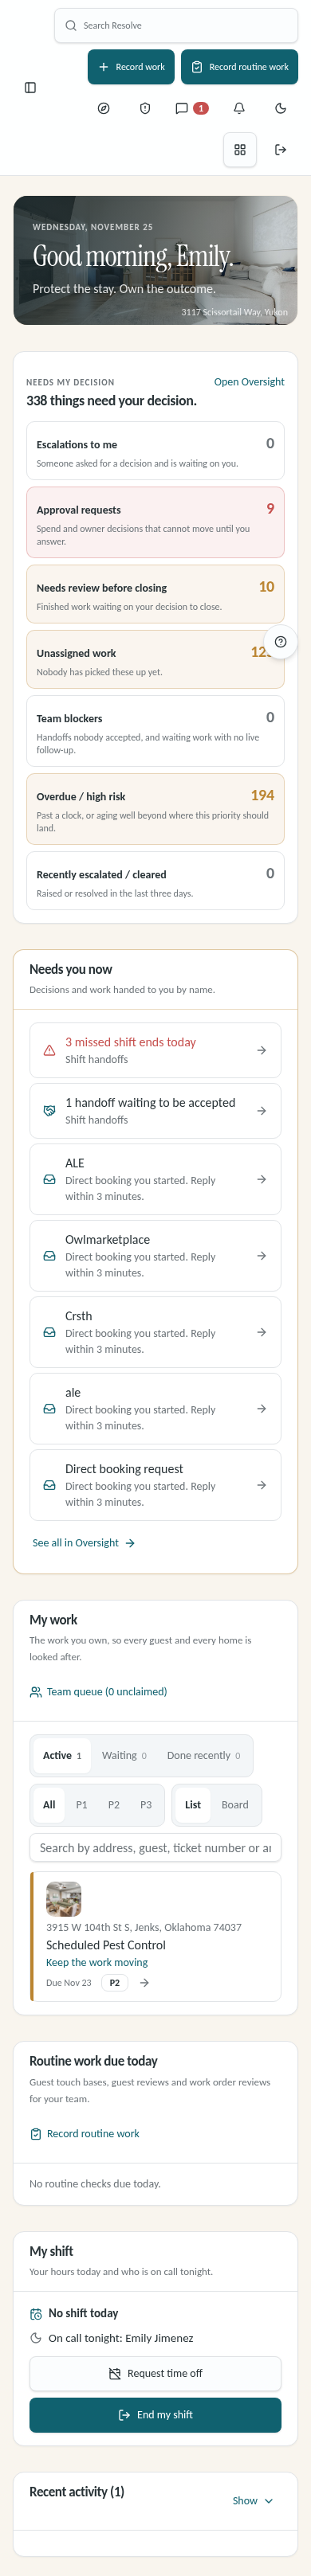 Search Resolve
Record work
Record routine work
1
WEDNESDAY, NOVEMBER 25
Good morning, Emily.
Protect the stay. Own the outcome.
3117 Scissortail Way, Yukon
NEEDS MY DECISION
Open Oversight
338 things need your decision.
Escalations to me
0
Someone asked for a decision and is waiting on you.
Approval requests
9
Spend and owner decisions that cannot move until you
answer.
Needs review before closing
10
Finished work waiting on your decision to close.
Unassigned work
Nobody has picked these up yet.
Team blockers
0
Handoffs nobody accepted, and waiting work with no live
follow-up.
Overdue / high risk
194
Past a clock, or aging well beyond where this priority should
land.
Recently escalated / cleared
0
Raised or resolved in the last three days.
Needs you now
Decisions and work handed to you by name.
3 missed shift ends today
Shift handoffs
1 handoff waiting to be accepted
Shift handoffs
ALE
Direct booking you started. Reply
within 3 minutes.
Owlmarketplace
Direct booking you started. Reply
within 3 minutes.
Crsth
Direct booking you started. Reply
within 3 minutes.
ale
Direct booking you started. Reply
within 3 minutes.
Direct booking request
Direct booking you started. Reply
within 3 minutes.
See all in Oversight
My work
The work you own, so every guest and every home is
looked after.
Team queue (0 unclaimed)
Active 1 Waiting 0 Done recently 0
All P1 P2 P3 List Board
Search by address, guest, ticket number or
3915 W 104th St S, Jenks, Oklahoma 74037
Scheduled Pest Control
Keep the work moving
Due Nov 23 P2
Routine work due today
Guest touch bases, guest reviews and work order reviews
for your team.
Record routine work
No routine checks due today.
My shift
Your hours today and who is on call tonight.
No shift today
On call tonight: Emily Jimenez
Request time off
End my shift
Recent activity (1)
Show